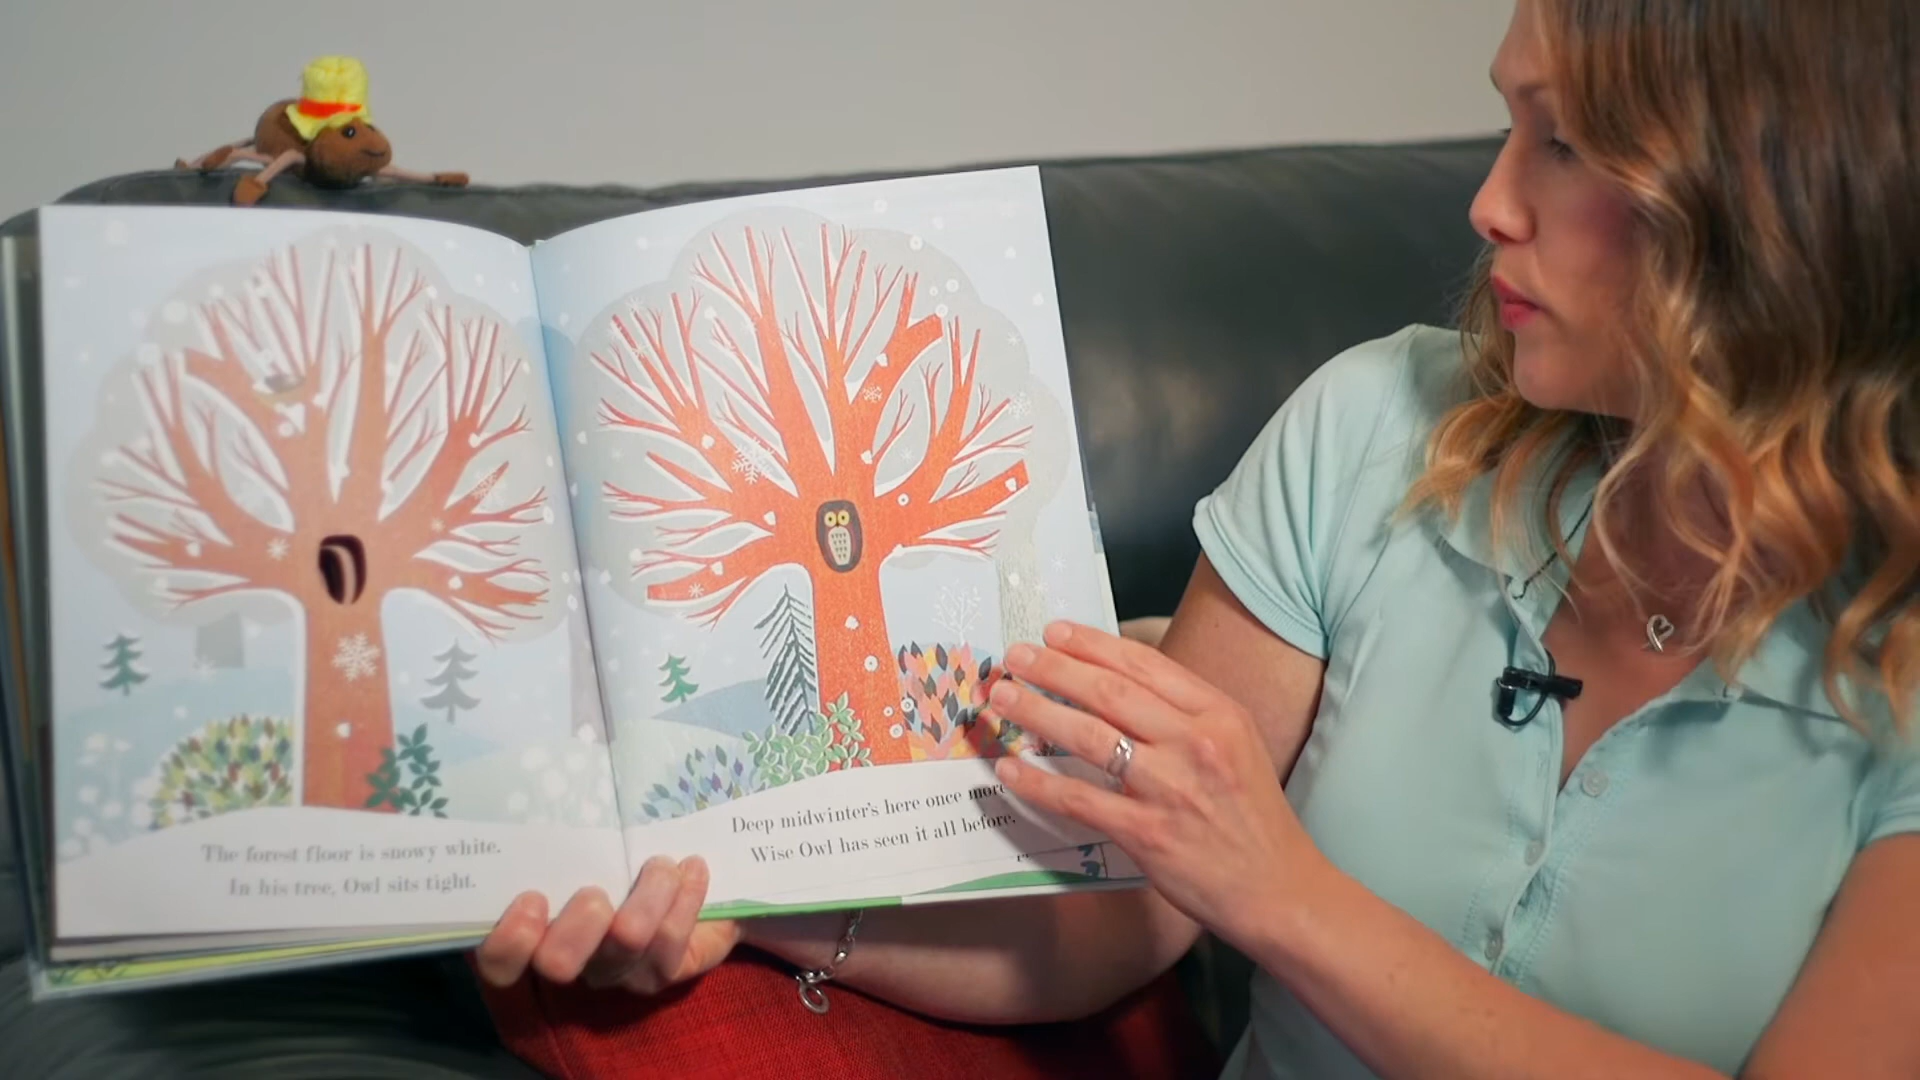 The forest floor is snowy white.
In his tree, Owl sits tight.
Deep midwinter's here once more
Wise Owl has seen it all before.